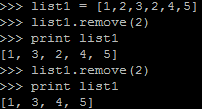 >>> list1 = [1,2,3,2,4,5]
>>> list1.remove(2)
>>> print list1
[1, 3, 2, 4, 5]
>>> list1.remove(2)
>>> print list1
[1, 3, 4, 5]